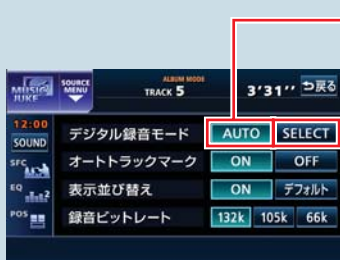 MUSIC JUKE
SOURCE MENU
ALBUM MODE
TRACK 5
3'31''
戻る
12:00
SOUND
デジタル録音モード
AUTO
SELECT
SFC
オートトラックマーク
ON
OFF
EQ
2
表示並び替え
ON
デフォルト
POS
録音ビットレート
132k
105k
66k